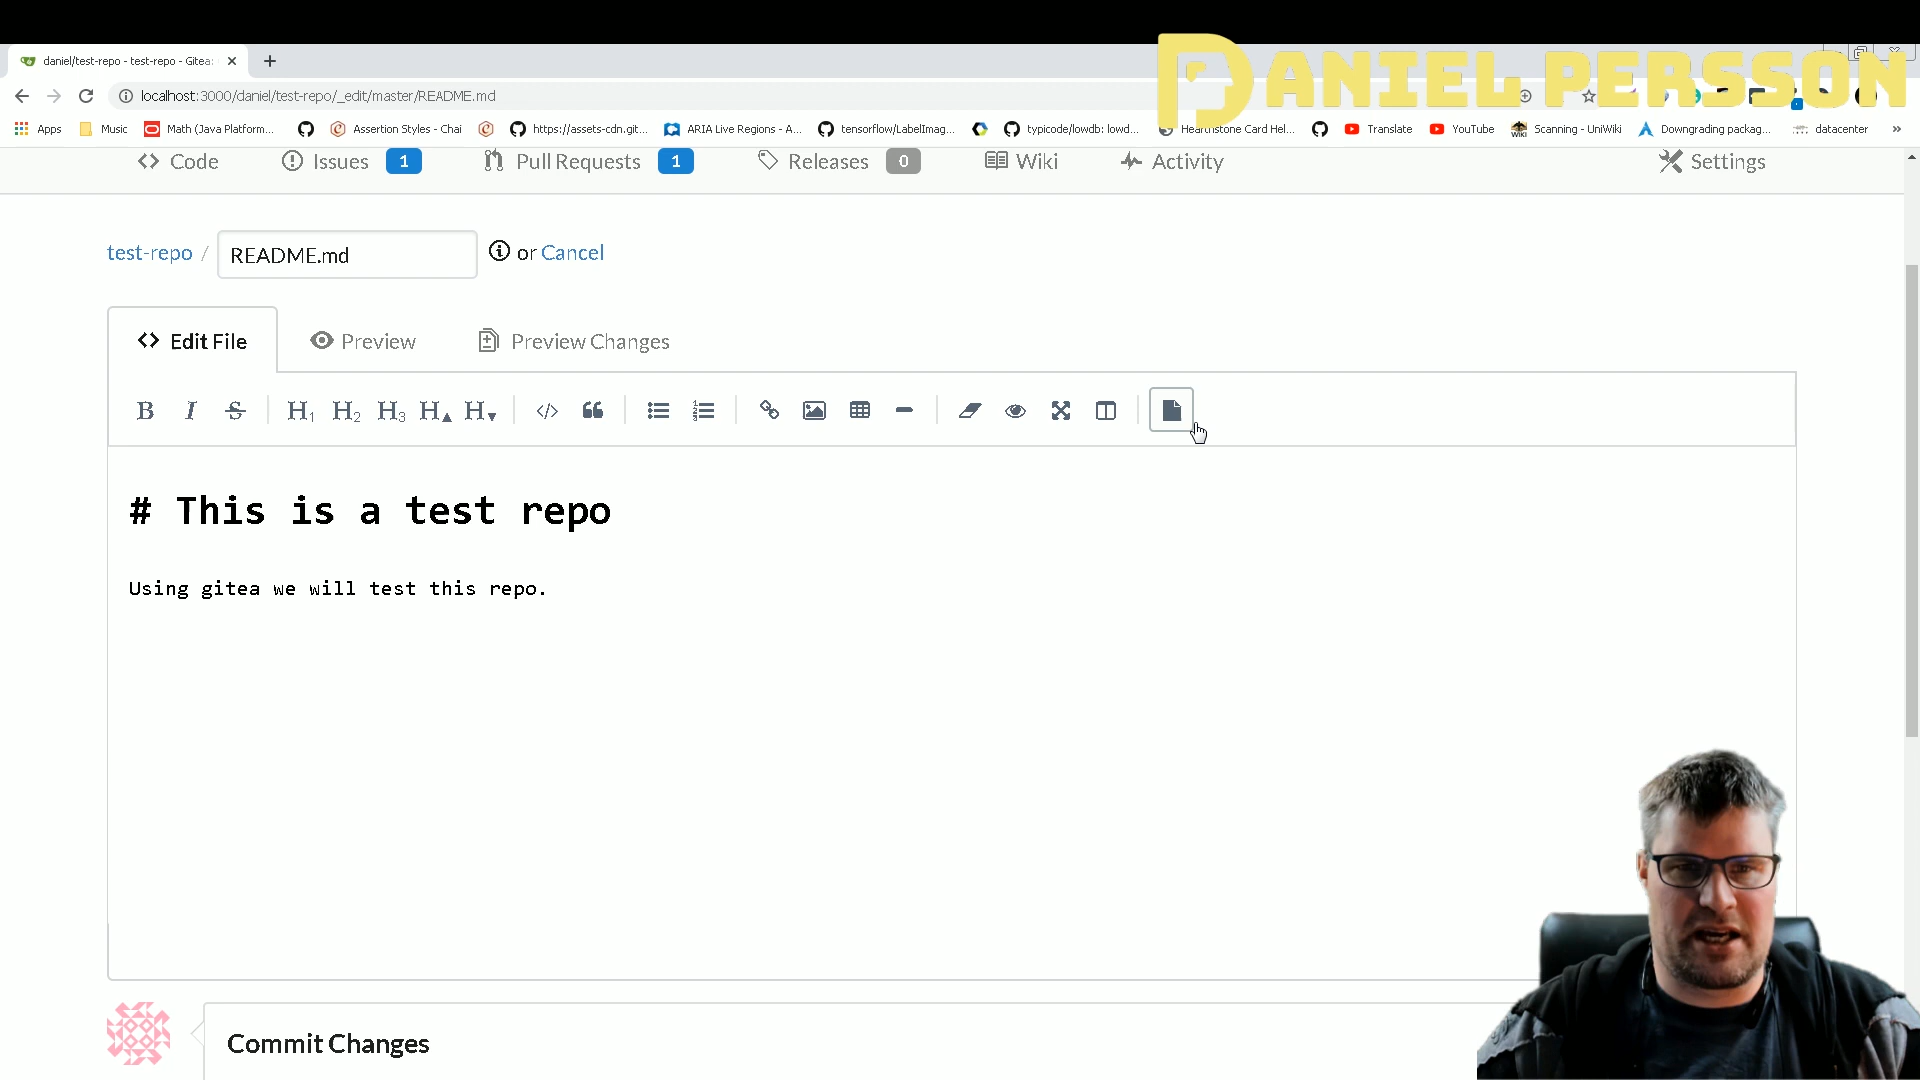 DANIEL PERSSON
daniel/test-repo - test-repo - Gitea:
localhost:3000/daniel/test-repo/_edit/master/README.md
Apps Music Math (Java Platform... Assertion Styles - Chai https://assets-cdn.git... ARIA Live Regions - A... tensorflow/LabelImag... typicode/lowdb: lowd... Hearthstone Card Hel... Translate YouTube Scanning - UniWiki Downgrading packag... datacenter »
Code Issues 1 Pull Requests 1 Releases 0 Wiki Activity Settings
test-repo / README.md or Cancel
Edit File Preview Preview Changes
B I S H1 H2 H3 H▲ H▼
# This is a test repo
Using gitea we will test this repo.
Commit Changes